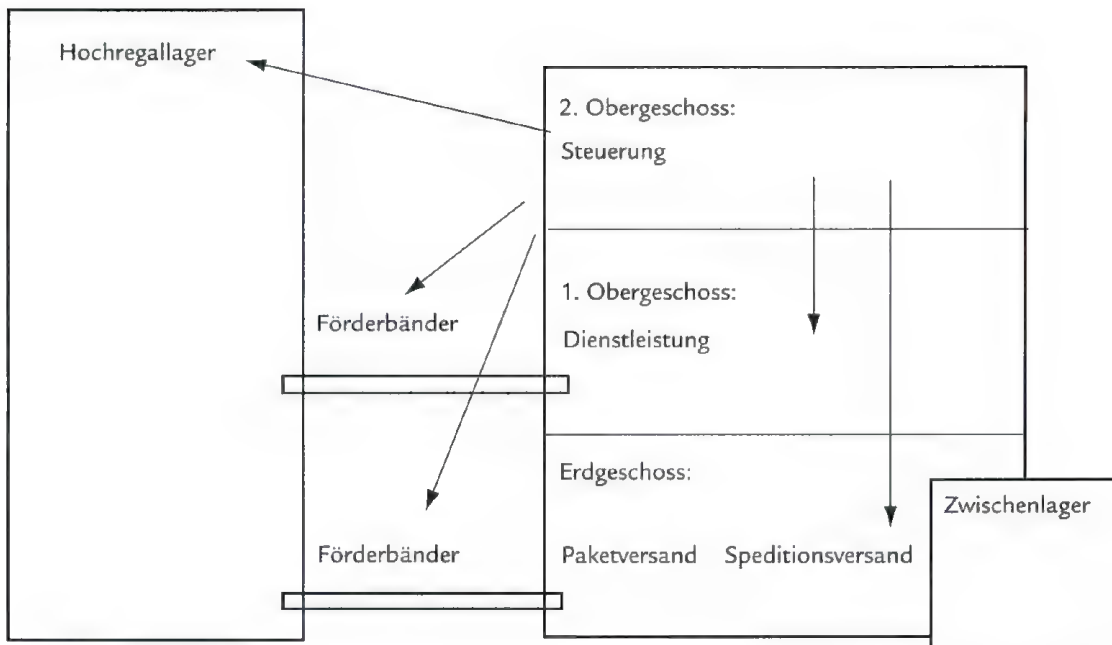 Hochregallager
2. Obergeschoss:
Steuerung
1. Obergeschoss:
Dienstleistung
Förderbänder
Erdgeschoss:
Zwischenlager
Förderbänder
Paketversand Speditionsversand